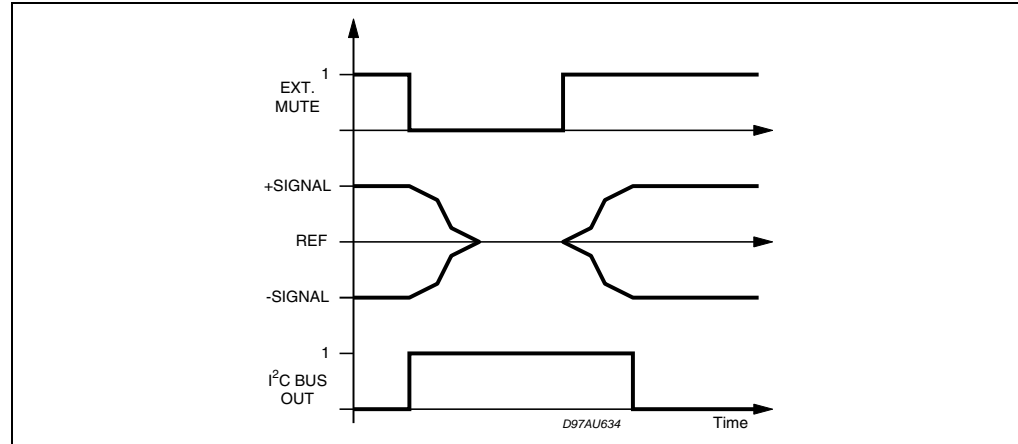 1
EXT.
MUTE
+SIGNAL
REF
-SIGNAL
1
I²C BUS
OUT
D97AU634
Time